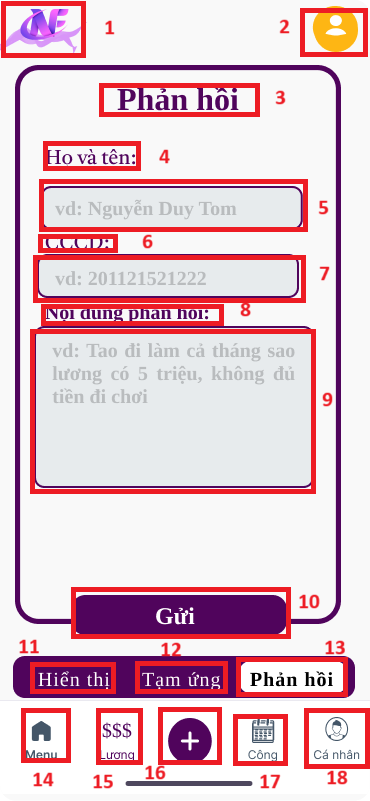 NE
1
2
Phản hồi
3
Họ và tên:
4
vd: Nguyễn Duy Tom
5
CCCD:
6
vd: 201121521222
7
Nội dung phản hồi:
8
vd: Tao đi làm cả tháng sao
lương có 5 triệu, không đủ
tiền đi chơi
9
Gửi
10
11
12
13
Hiển thị
Tạm ứng
Phản hồi
$$$
Menu
Lương
Công
Cá nhân
14
15
16
17
18